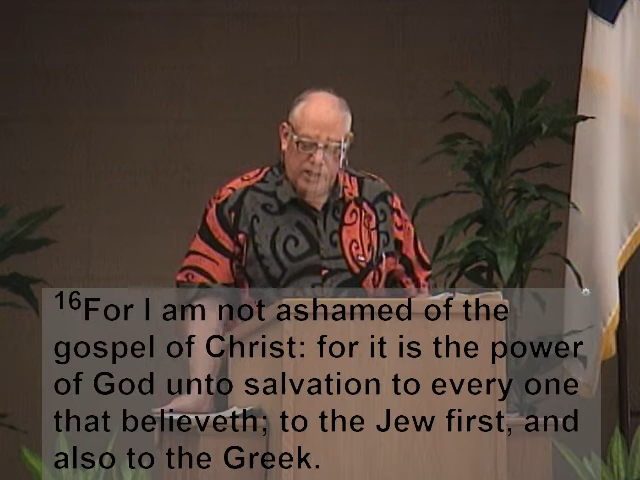 16For I am not ashamed of the
gospel of Christ: for it is the power
of God unto salvation to every one
that believeth; to the Jew first, and
also to the Greek.